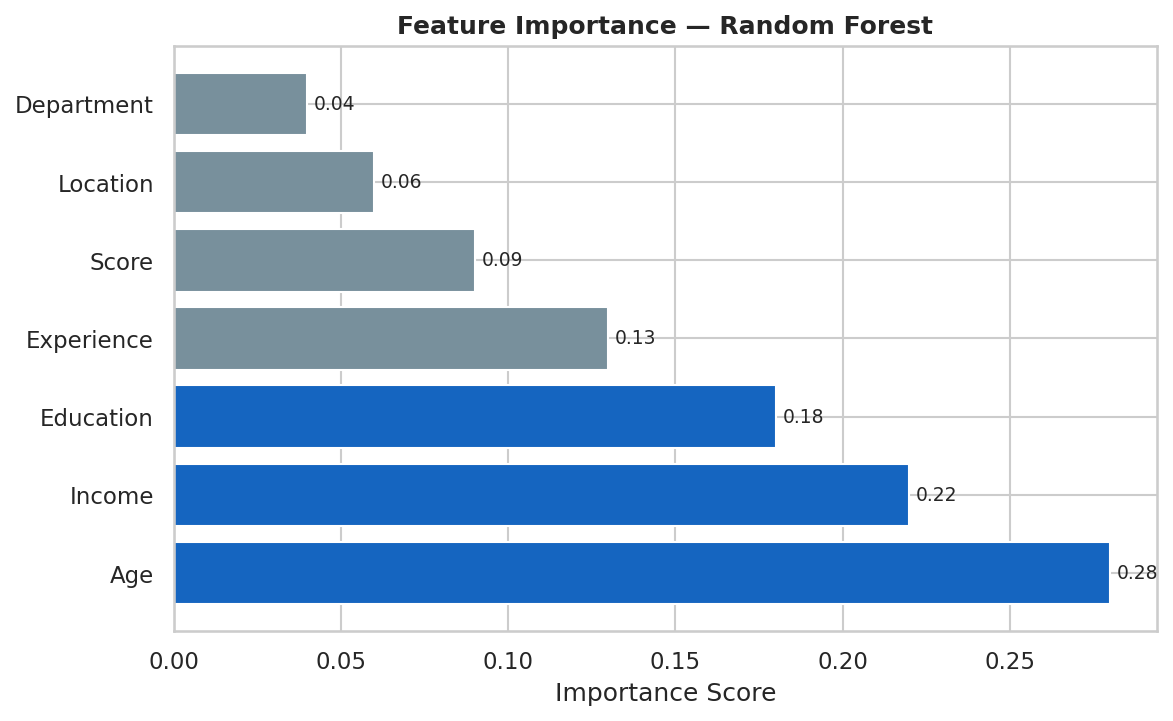 Feature Importance — Random Forest
Department 0.04
Location 0.06
Score 0.09
Experience 0.13
Education 0.18
Income 0.22
Age 0.28
0.00 0.05 0.10 0.15 0.20 0.25
Importance Score